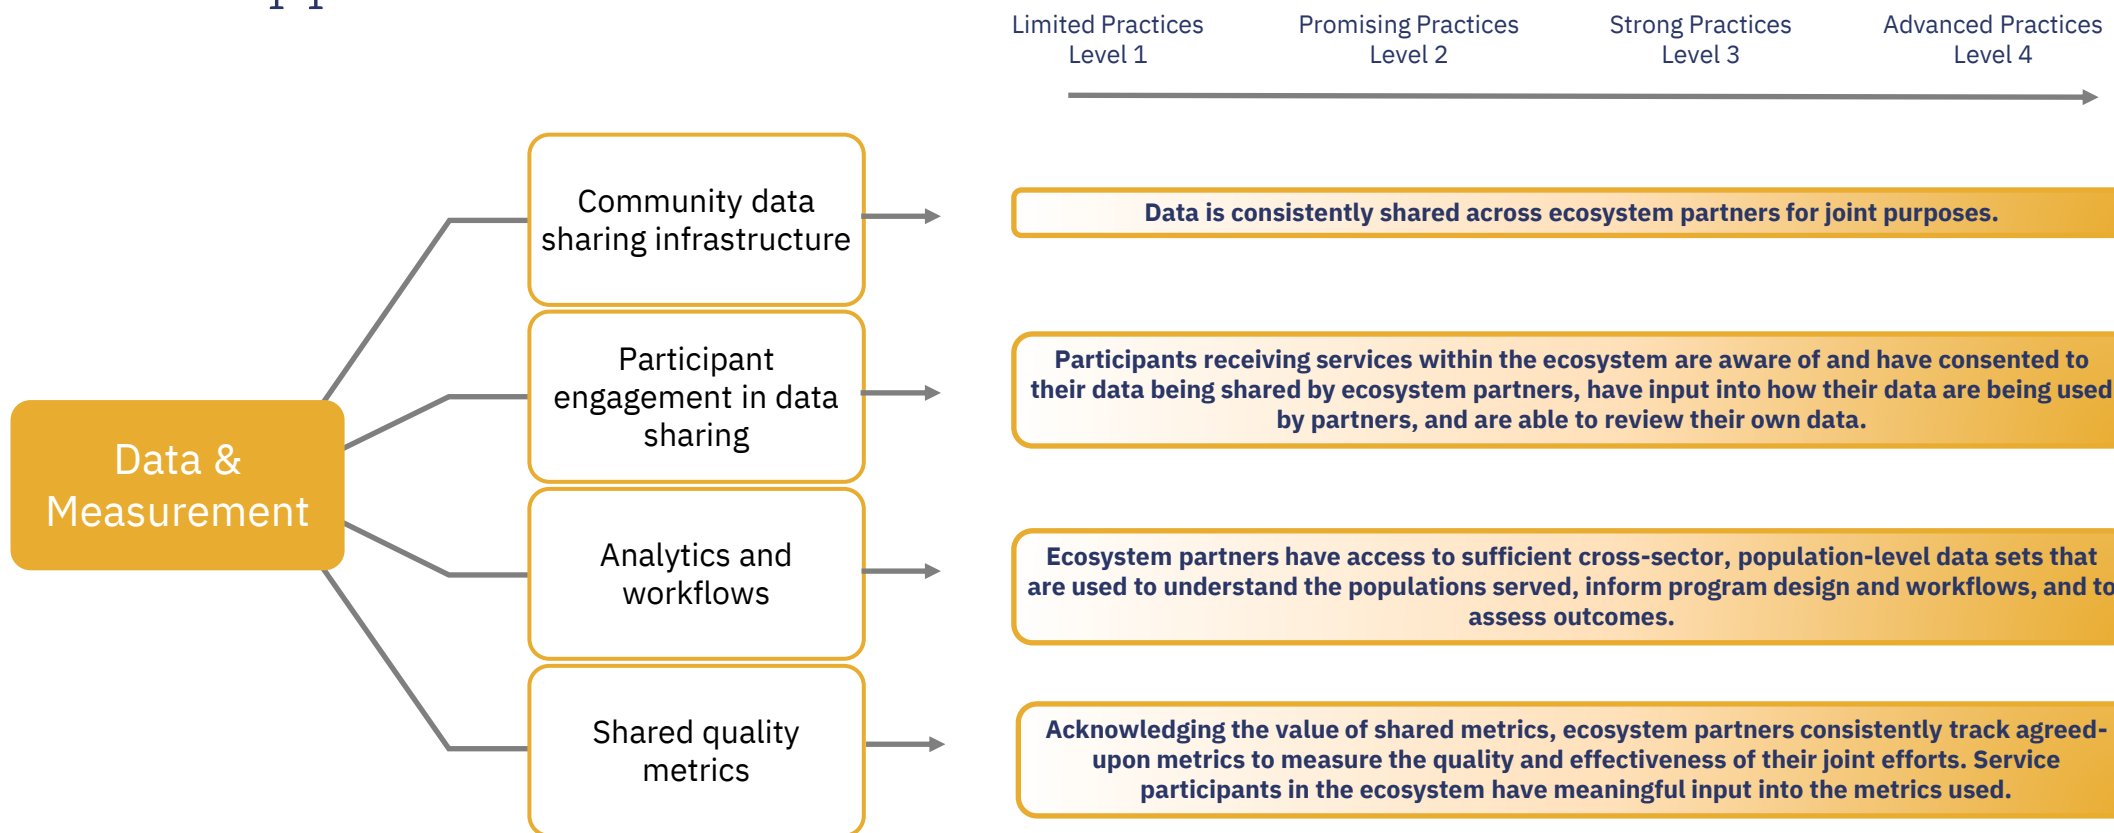 Limited Practices
Level 1
Promising Practices
Level 2
Strong Practices
Level 3
Advanced Practices
Level 4
Data &
Measurement
Community data
sharing infrastructure
Data is consistently shared across ecosystem partners for joint purposes.
Participant
engagement in data
sharing
Participants receiving services within the ecosystem are aware of and have consented to
their data being shared by ecosystem partners, have input into how their data are being used
by partners, and are able to review their own data.
Analytics and
workflows
Ecosystem partners have access to sufficient cross-sector, population-level data sets that
are used to understand the populations served, inform program design and workflows, and to
assess outcomes.
Shared quality
metrics
Acknowledging the value of shared metrics, ecosystem partners consistently track agreed-
upon metrics to measure the quality and effectiveness of their joint efforts. Service
participants in the ecosystem have meaningful input into the metrics used.